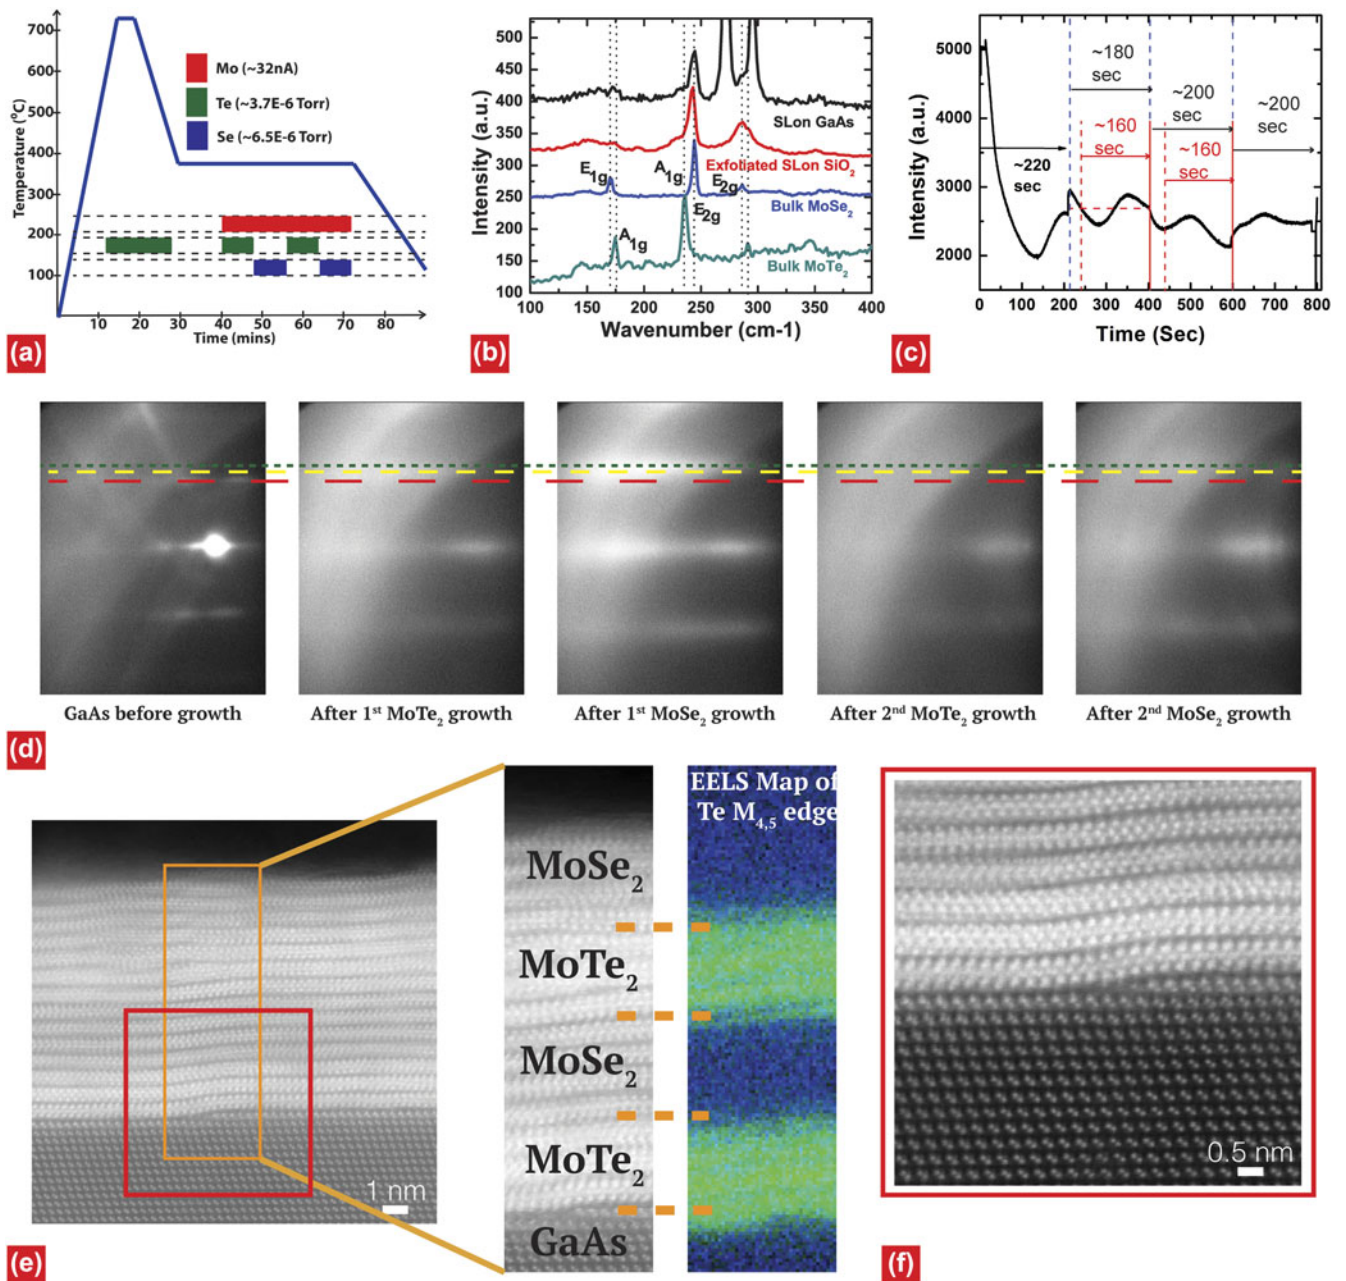 700
600
500
400
300
200
100
Temperature (°C)
Mo (~32nA)
Te (~3.7E-6 Torr)
Se (~6.5E-6 Torr)
10 20 30 40 50 60 70 80
Time (mins)
(a)
500
450
400
350
300
250
200
150
100
Intensity (a.u.)
SLon GaAs
Exfoliated SLon SiO2
E1g
A1g
E2g
Bulk MoSe2
A1g
E2g
Bulk MoTe2
100 150 200 250 300 350 400
Wavenumber (cm-1)
(b)
5000
4000
3000
2000
Intensity (a.u.)
~180
sec
~200
sec
~200
sec
~160
sec
~160
sec
~220
sec
0 100 200 300 400 500 600 700 800
Time (Sec)
(c)
GaAs before growth
After 1st MoTe2 growth
After 1st MoSe2 growth
After 2nd MoTe2 growth
After 2nd MoSe2 growth
(d)
1 nm
(e)
MoSe2
MoTe2
MoSe2
MoTe2
GaAs
EELS Map of
Te M4,5 edge
0.5 nm
(f)